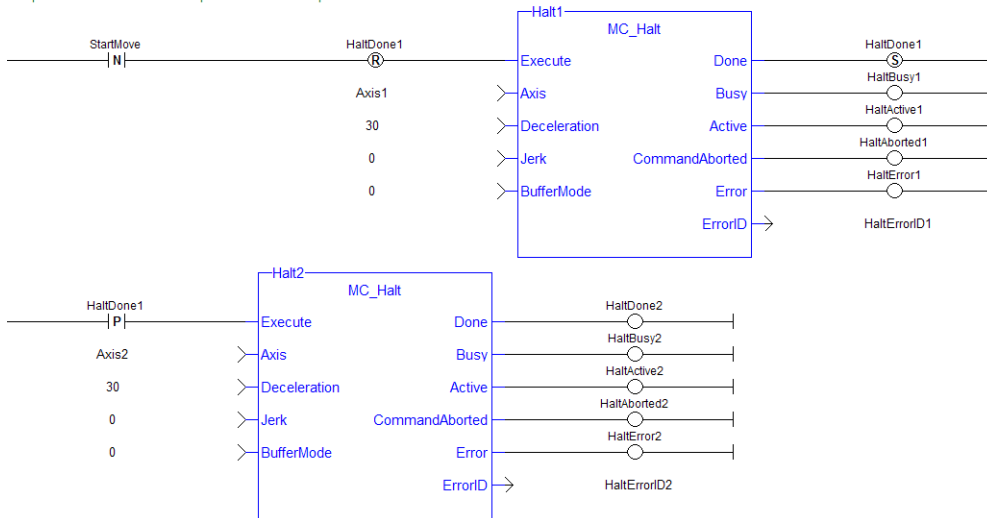 Halt1
MC_Halt
StartMove
HaltDone1
HaltDone1
N
R
Execute
Done
S
HaltBusy1
Axis1
Axis
Busy
HaltActive1
30
Deceleration
Active
HaltAborted1
0
Jerk
CommandAborted
HaltError1
0
BufferMode
Error
ErrorID
HaltErrorID1
Halt2
MC_Halt
HaltDone1
HaltDone2
P
Execute
Done
HaltBusy2
Axis2
Axis
Busy
HaltActive2
30
Deceleration
Active
HaltAborted2
0
Jerk
CommandAborted
HaltError2
0
BufferMode
Error
ErrorID
HaltErrorID2